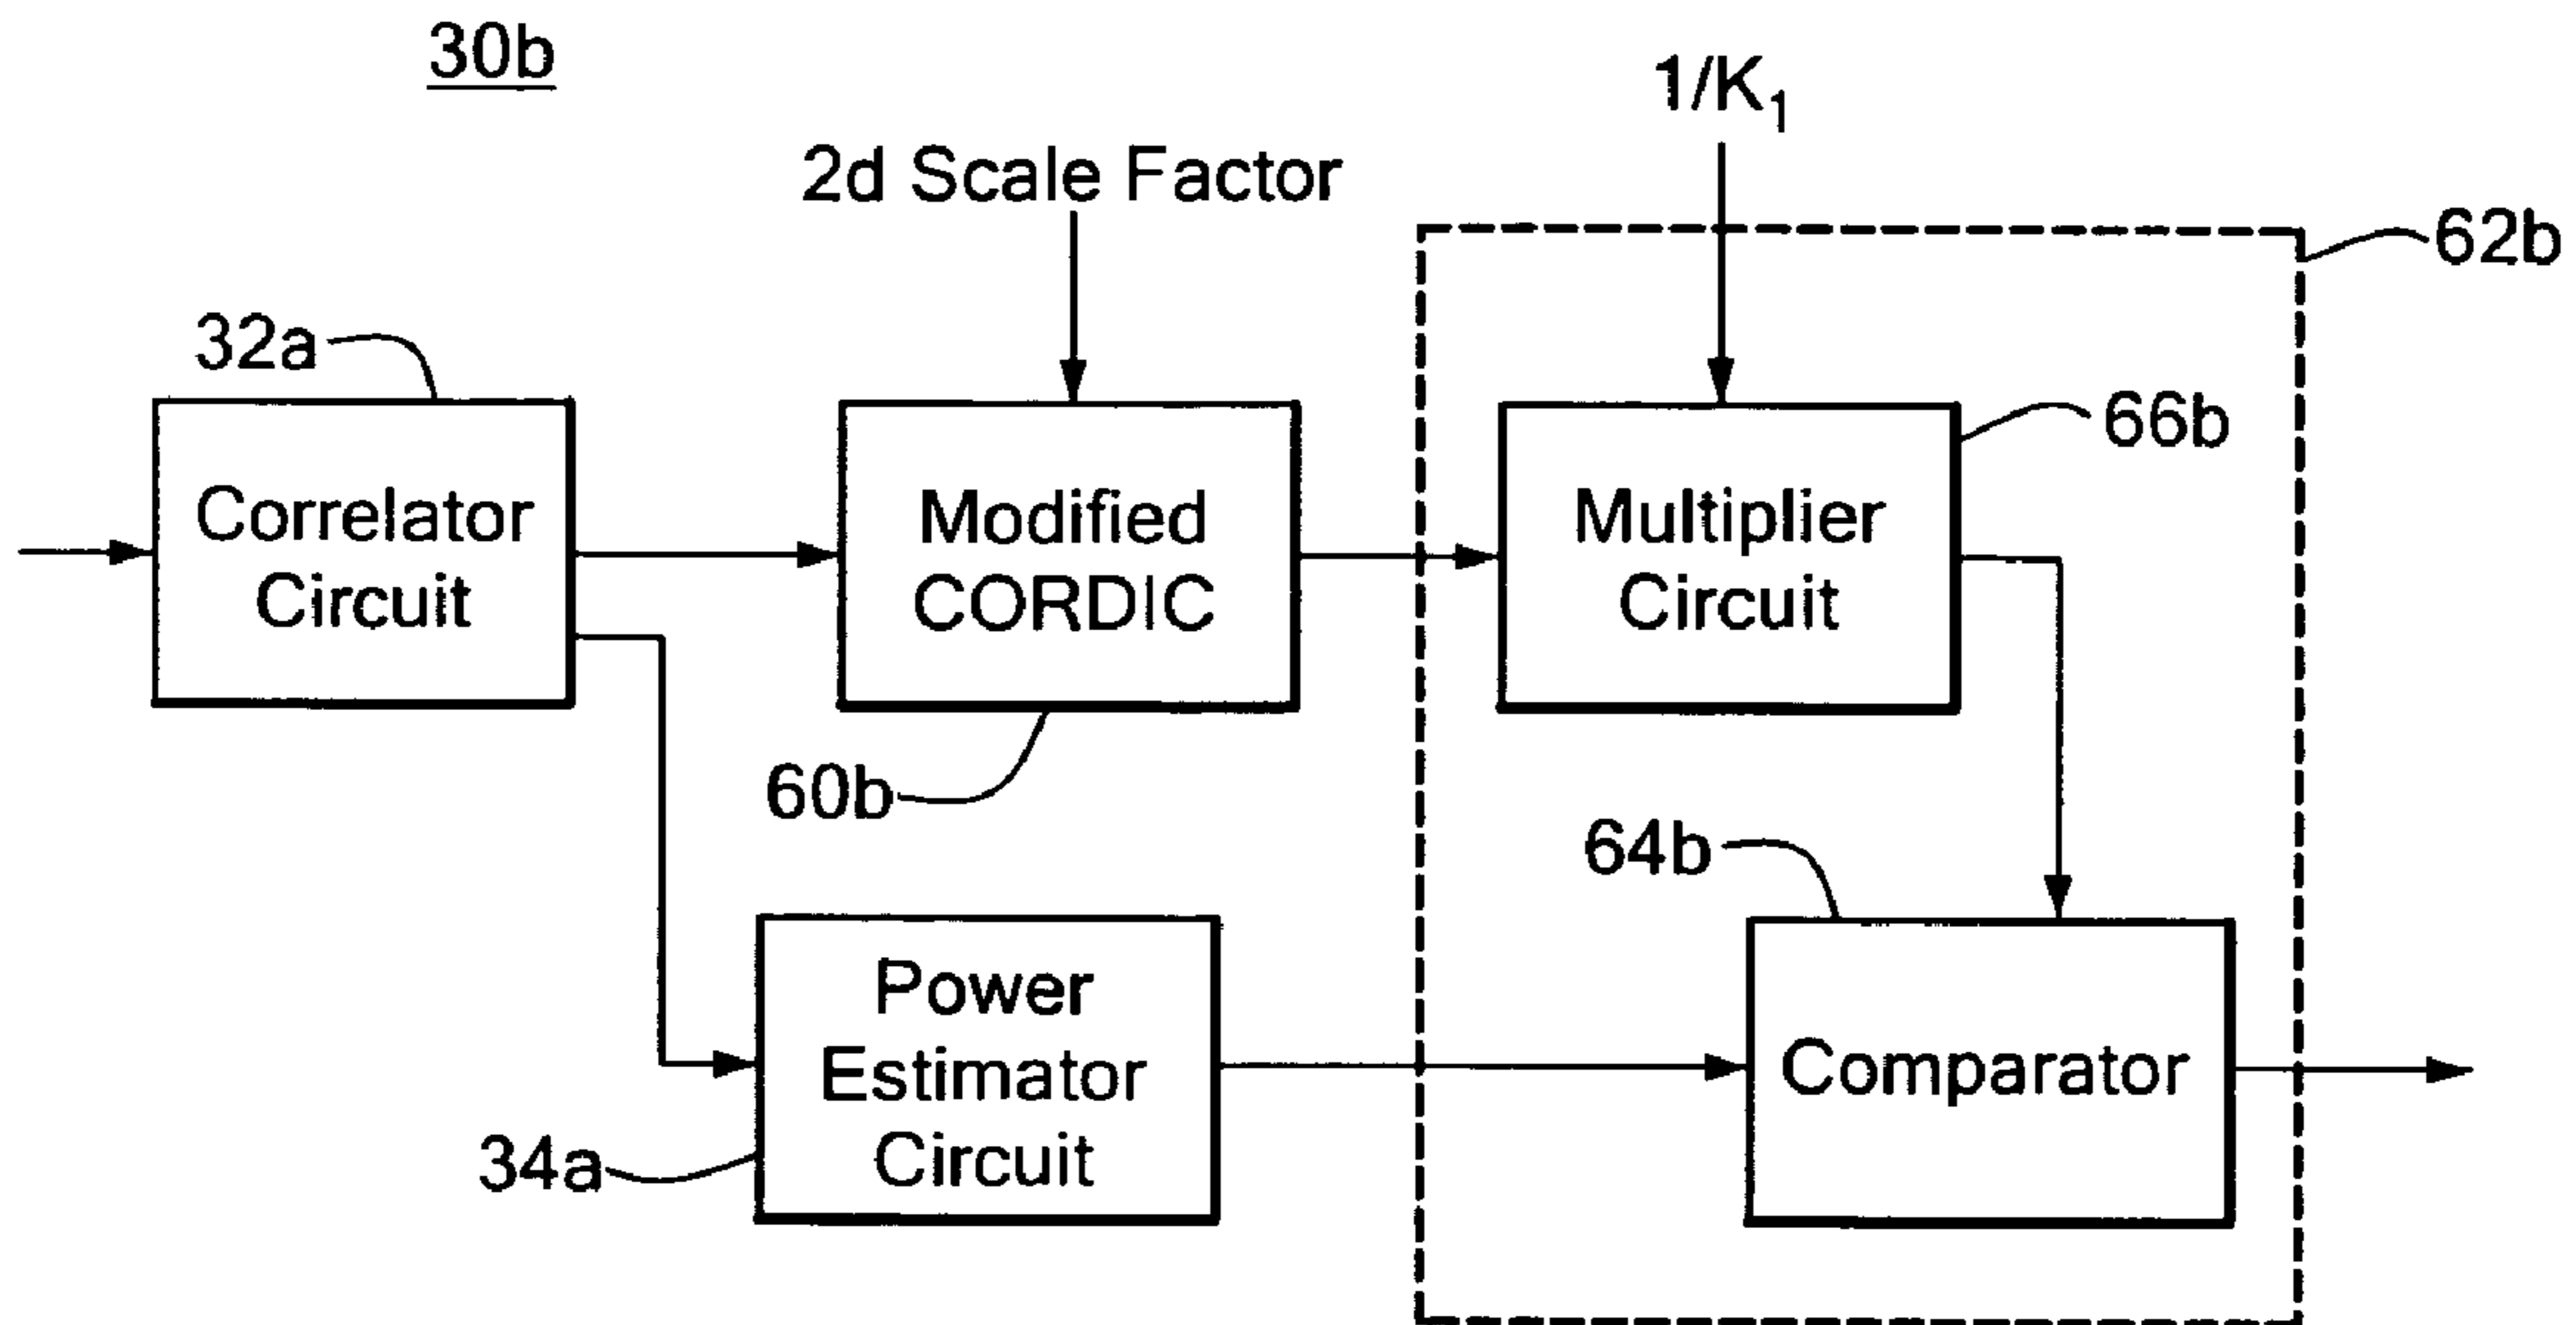 30b
1/K₁
2d Scale Factor
62b
32a
66b
Correlator
Circuit
Modified
CORDIC
Multiplier
Circuit
60b
64b
Power
Estimator
Circuit
Comparator
34a